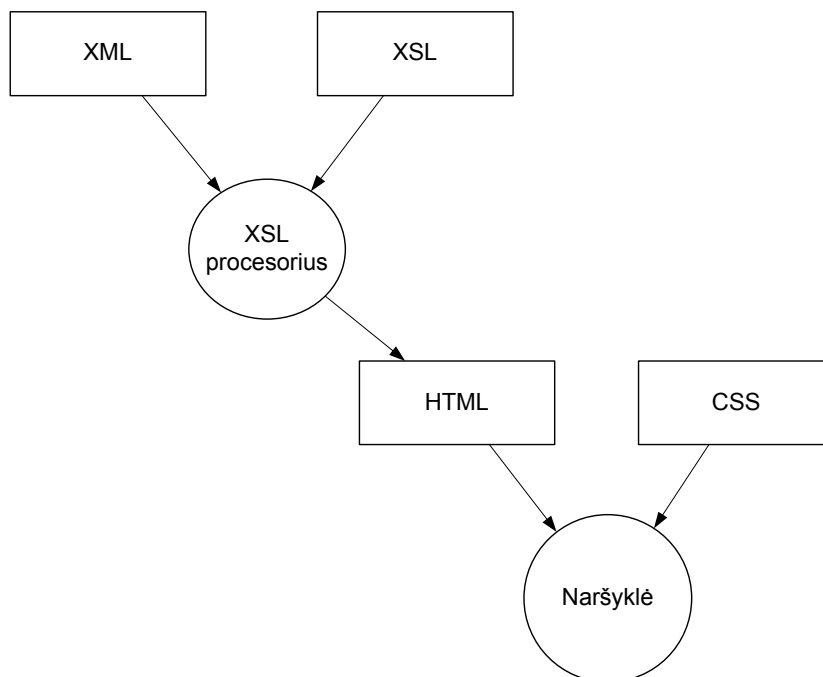 XML
XSL
XSL
procesorius
HTML
CSS
Naršyklė